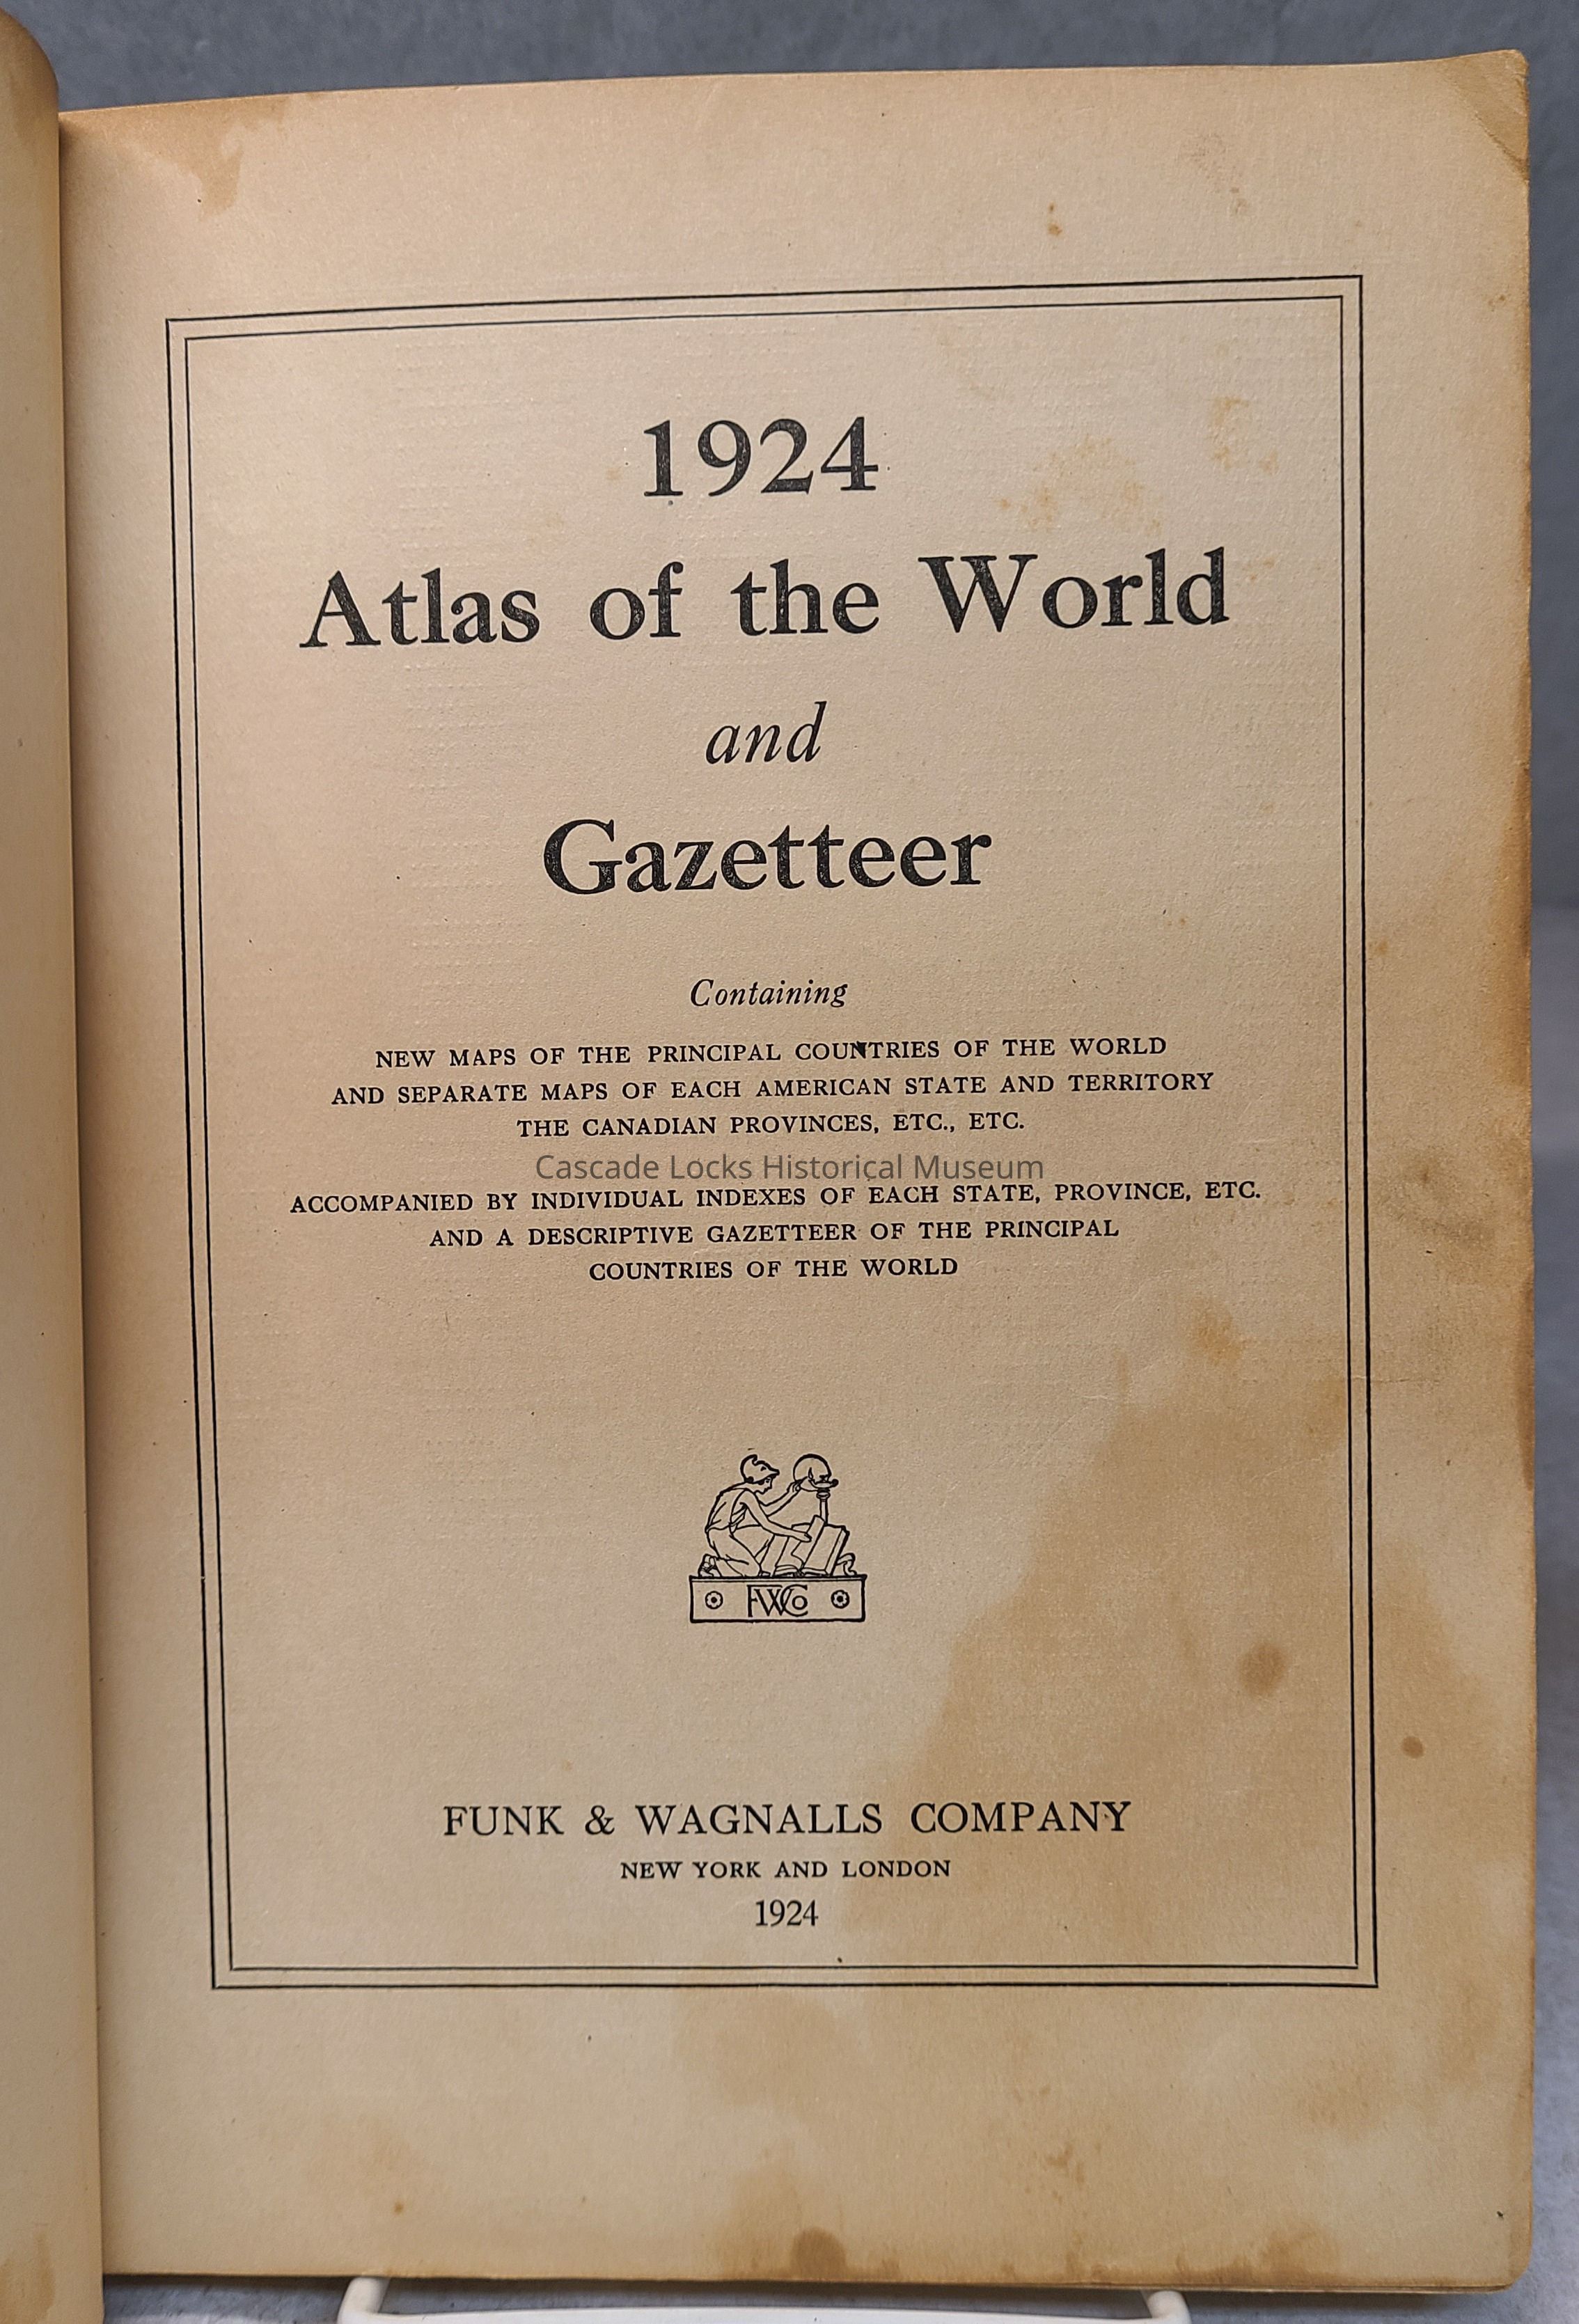 1924
Atlas of the World
and
Gazetteer
Containing
NEW MAPS OF THE PRINCIPAL COUNTRIES OF THE WORLD
AND SEPARATE MAPS OF EACH AMERICAN STATE AND TERRITORY
THE CANADIAN PROVINCES, ETC., ETC.
Cascade Locks Historical Museum
ACCOMPANIED BY INDIVIDUAL INDEXES OF EACH STATE, PROVINCE, ETC.
AND A DESCRIPTIVE GAZETTEER OF THE PRINCIPAL
COUNTRIES OF THE WORLD
FWCo
FUNK & WAGNALLS COMPANY
NEW YORK AND LONDON
1924